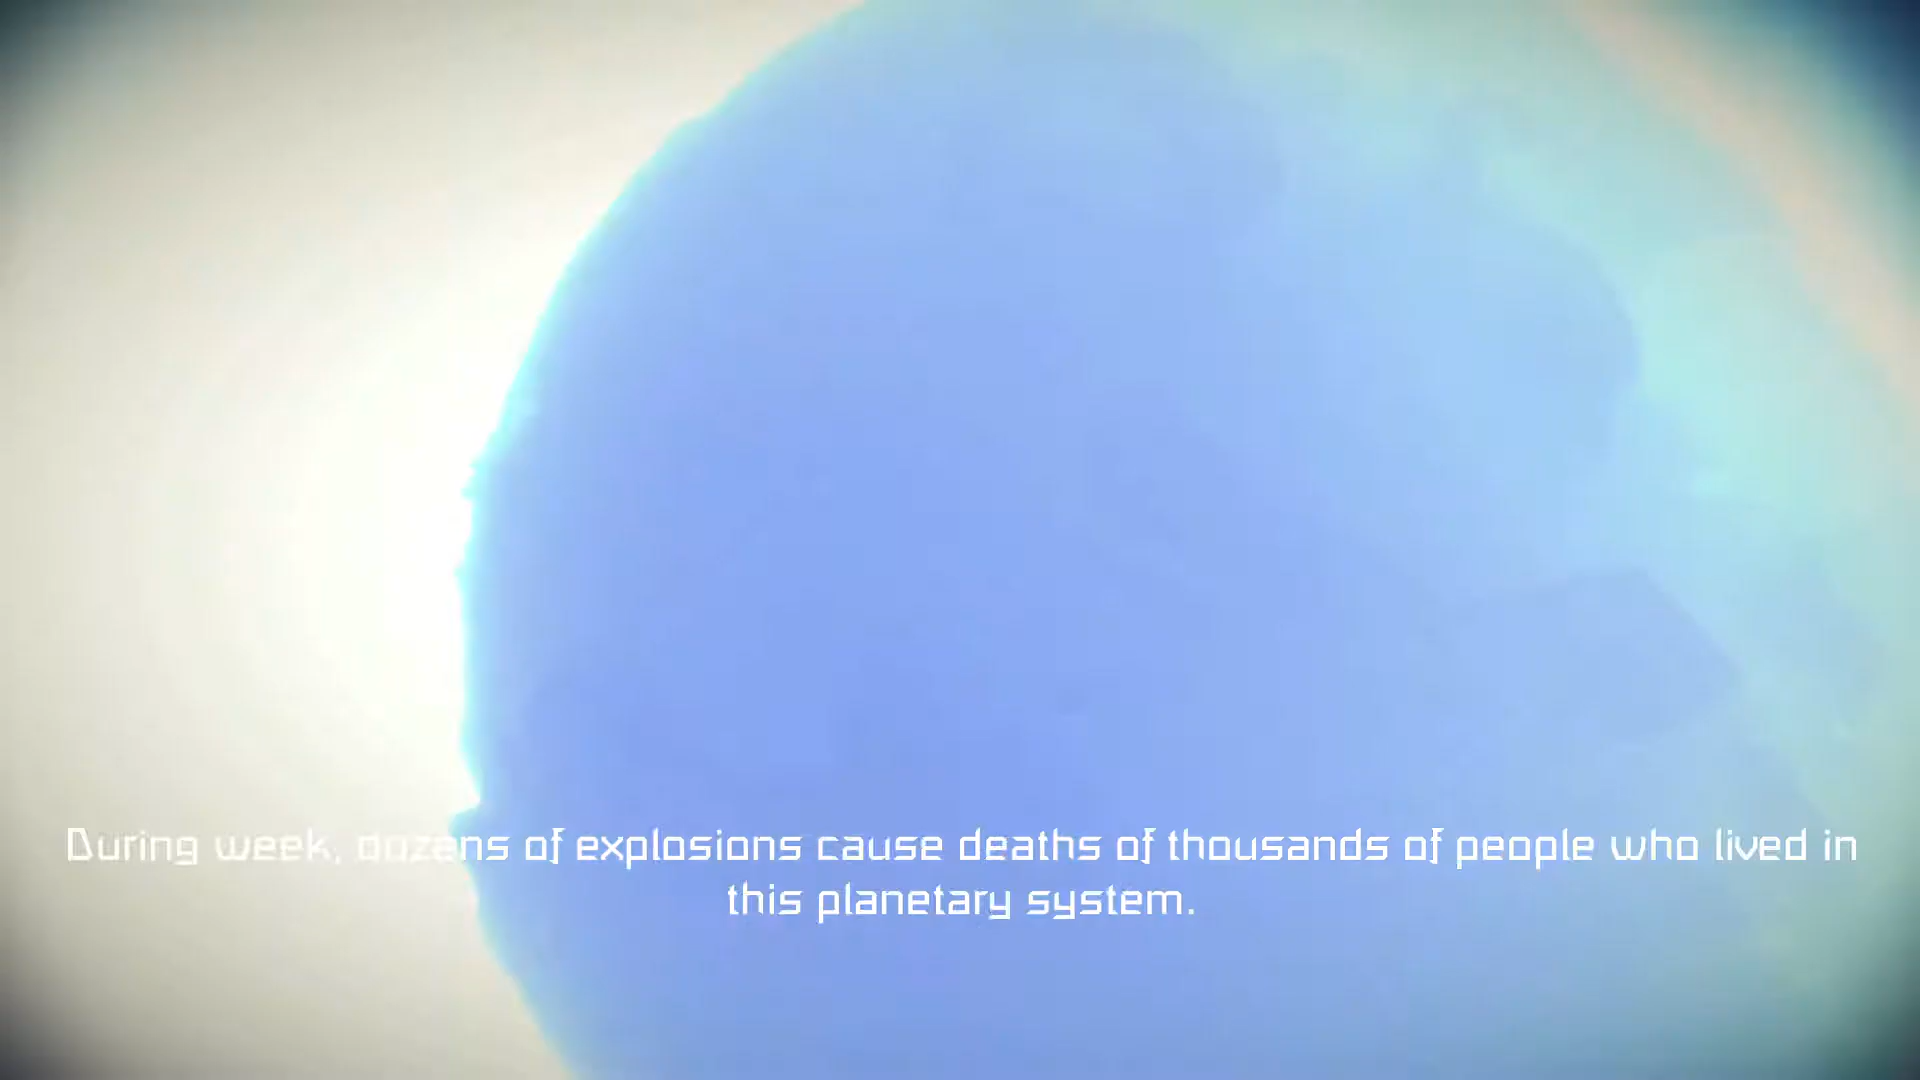 During week, dozens of explosions cause deaths of thousands of people who lived in
this planetary system.